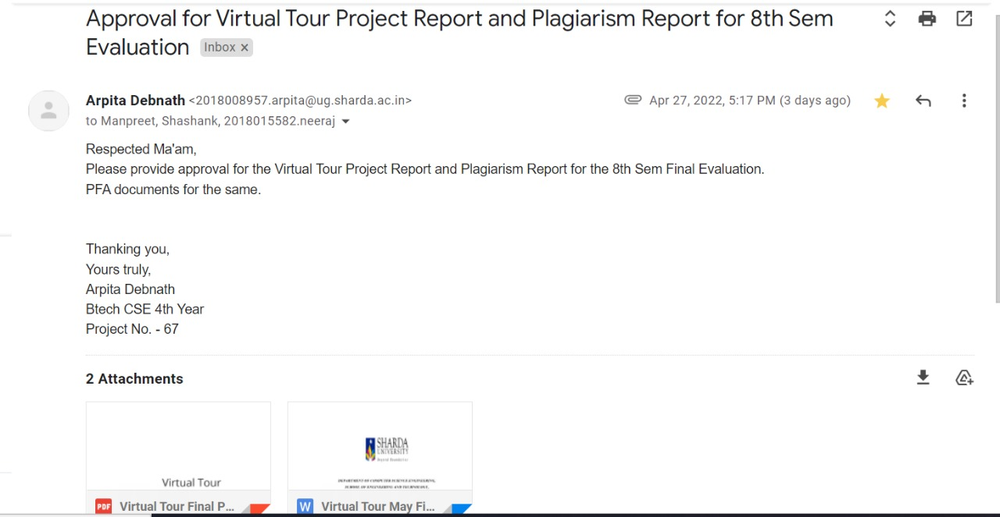 Approval for Virtual Tour Project Report and Plagiarism Report for 8th Sem
Evaluation Inbox ×
Arpita Debnath <2018008957.arpita@ug.sharda.ac.in>
Apr 27, 2022, 5:17 PM (3 days ago)
to Manpreet, Shashank, 2018015582.neeraj
Respected Ma'am,
Please provide approval for the Virtual Tour Project Report and Plagiarism Report for the 8th Sem Final Evaluation.
PFA documents for the same.
Thanking you,
Yours truly,
Arpita Debnath
Btech CSE 4th Year
Project No. - 67
2 Attachments
Virtual Tour
PDF Virtual Tour Final P...
SHARDA
UNIVERSITY
Beyond Boundaries
DEPARTMENT OF COMPUTER SCIENCE ENGINEERING,
SCHOOL OF ENGINEERING AND TECHNOLOGY,
W Virtual Tour May Fi...